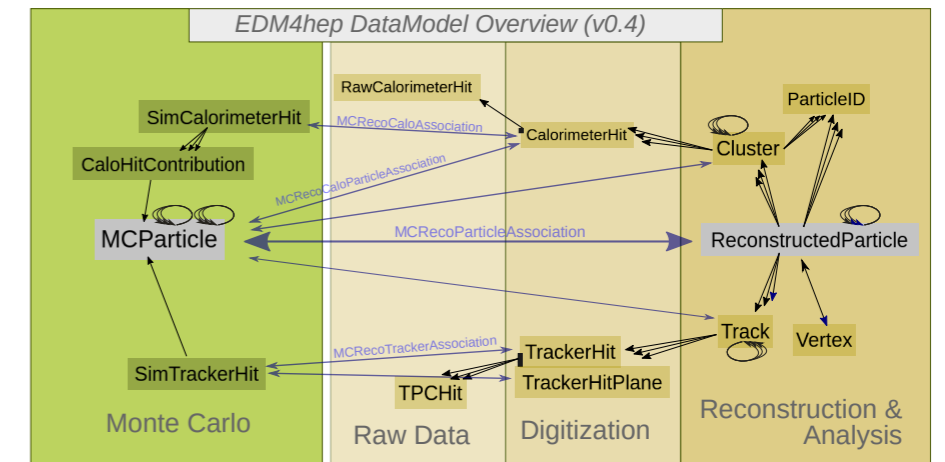 EDM4hep DataModel Overview (v0.4)
RawCalorimeterHit
ParticleID
SimCalorimeterHit
MCRecoCaloAssociation
CalorimeterHit
Cluster
CaloHitContribution
MCRecoCaloParticleAssociation
MCParticle
MCRecoParticleAssociation
ReconstructedParticle
MCRecoTrackerAssociation
TrackerHit
Track
Vertex
SimTrackerHit
TPCHit
TrackerHitPlane
Monte Carlo
Raw Data
Digitization
Reconstruction &
Analysis